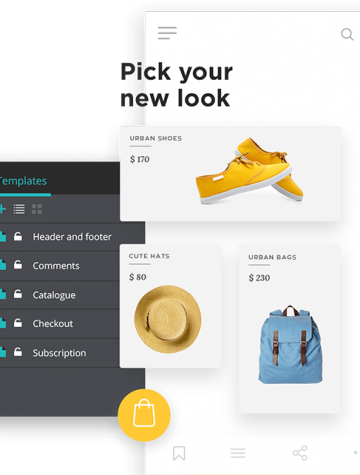 Pick your
new look
URBAN SHOES
$ 170
Templates
Header and footer
Comments
Catalogue
Checkout
Subscription
CUTE HATS
$ 80
URBAN BAGS
$ 230